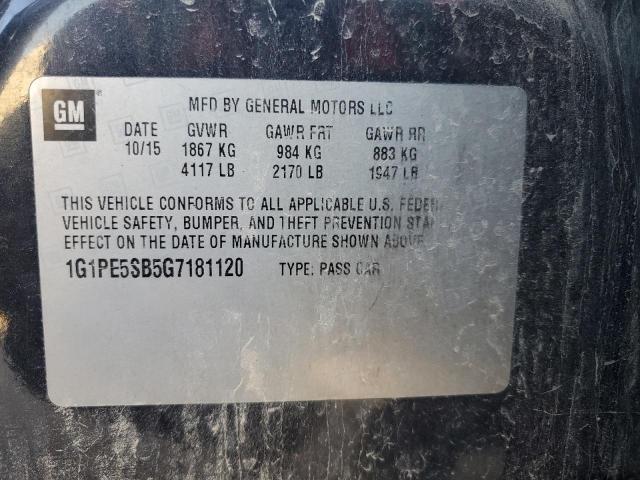 GM
MFD BY GENERAL MOTORS LLC
DATE GVWR GAWR FRT GAWR RR
10/15 1867 KG 984 KG 883 KG
4117 LB 2170 LB 1947 LB
THIS VEHICLE CONFORMS TO ALL APPLICABLE U.S. FEDER
VEHICLE SAFETY, BUMPER, AND THEFT PREVENTION STAN
EFFECT ON THE DATE OF MANUFACTURE SHOWN ABOVE
1G1PE5SB5G7181120 TYPE: PASS CAR